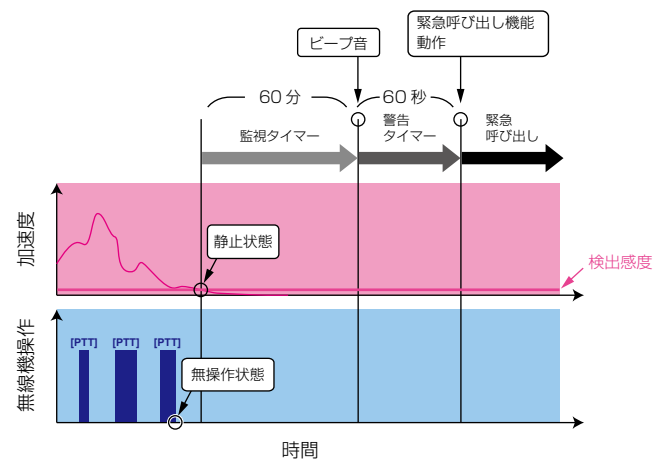 緊急呼び出し機能
動作
ビープ音
60 分
60 秒
監視タイマー
警告
タイマー
緊急
呼び出し
加速度
静止状態
検出感度
無線機操作
[PTT] [PTT] [PTT]
無操作状態
時間